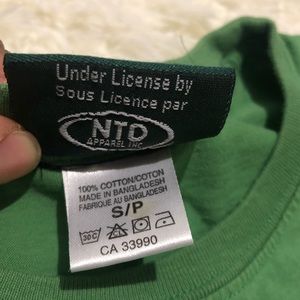 Under License by
Sous Licence par
NTD
APPAREL INC.
100% COTTON/COTON
MADE IN BANGLADESH
FABRIQUE AU BANGLADESH
S/P
30C
CA 33990